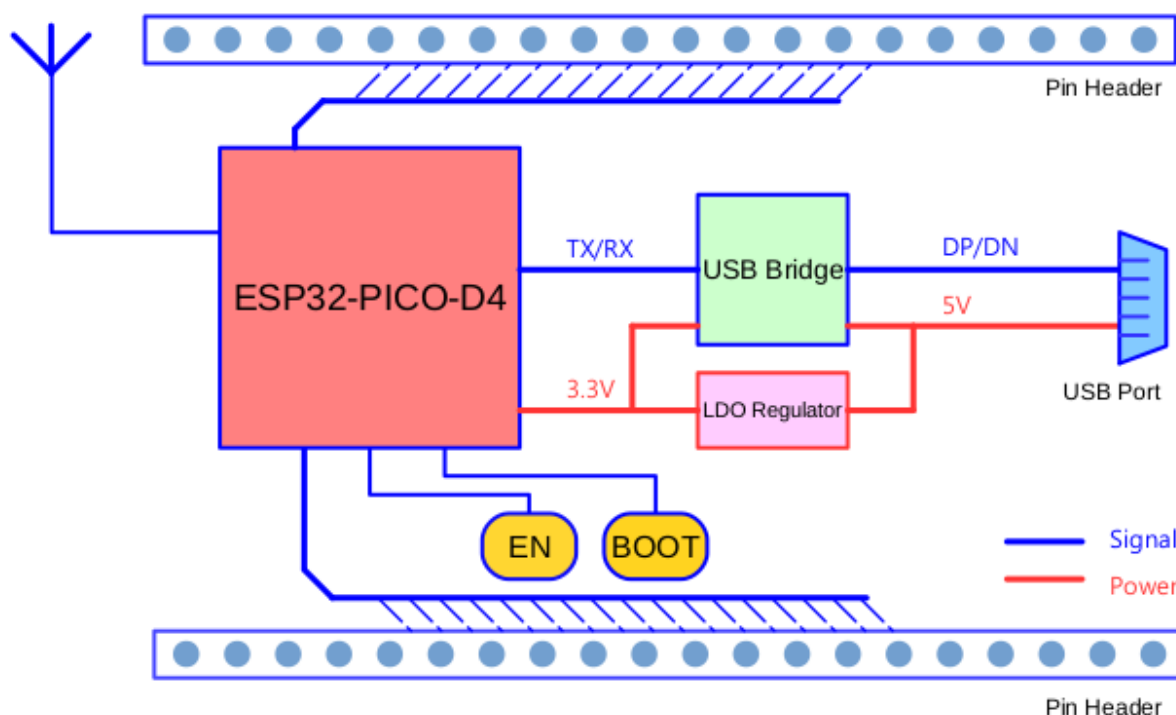 Pin Header
TX/RX
USB Bridge
DP/DN
ESP32-PICO-D4
5V
3.3V
LDO Regulator
USB Port
EN
BOOT
Signal
Power
Pin Header